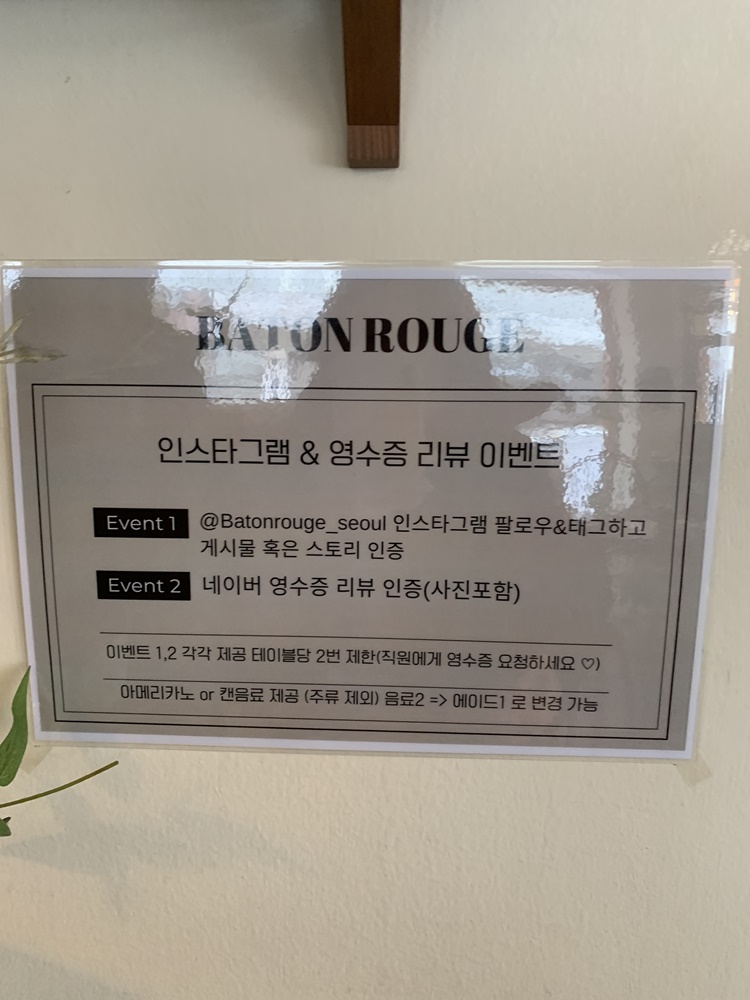 BATON ROUGE
인스타그램 & 영수증 리뷰 이벤트
Event 1 @Batonrouge_seoul 인스타그램 팔로우&태그하고
게시물 혹은 스토리 인증
Event 2 네이버 영수증 리뷰 인증(사진포함)
이벤트 1,2 각각 제공 테이블당 2번 제한(직원에게 영수증 요청하세요 ♡)
아메리카노 or 캔음료 제공 (주류 제외) 음료2 => 에이드1 로 변경 가능